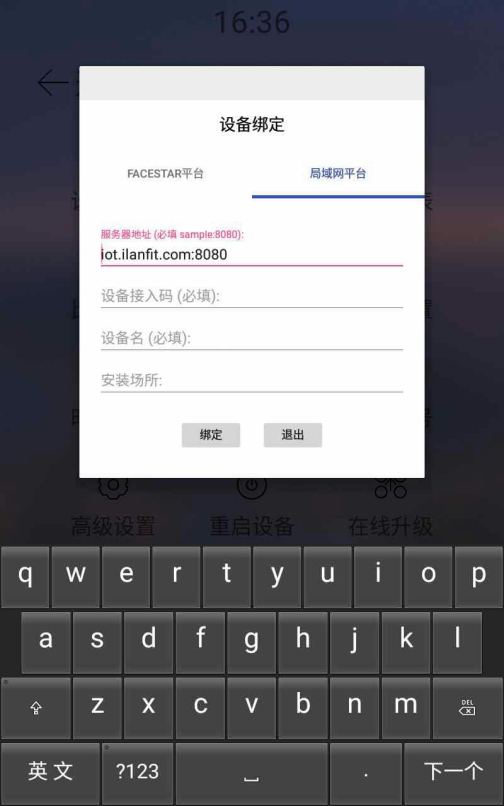 16:36
设备绑定
FACESTAR平台 局域网平台
服务器地址 (必填 sample:8080):
iot.ilanfit.com:8080
设备接入码 (必填):
设备名 (必填):
安装场所:
绑定 退出
高级设置 重启设备 在线升级
q w e r t y u i o p
a s d f g h j k l
z x c v b n m DEL
英文 ?123 . 下一个